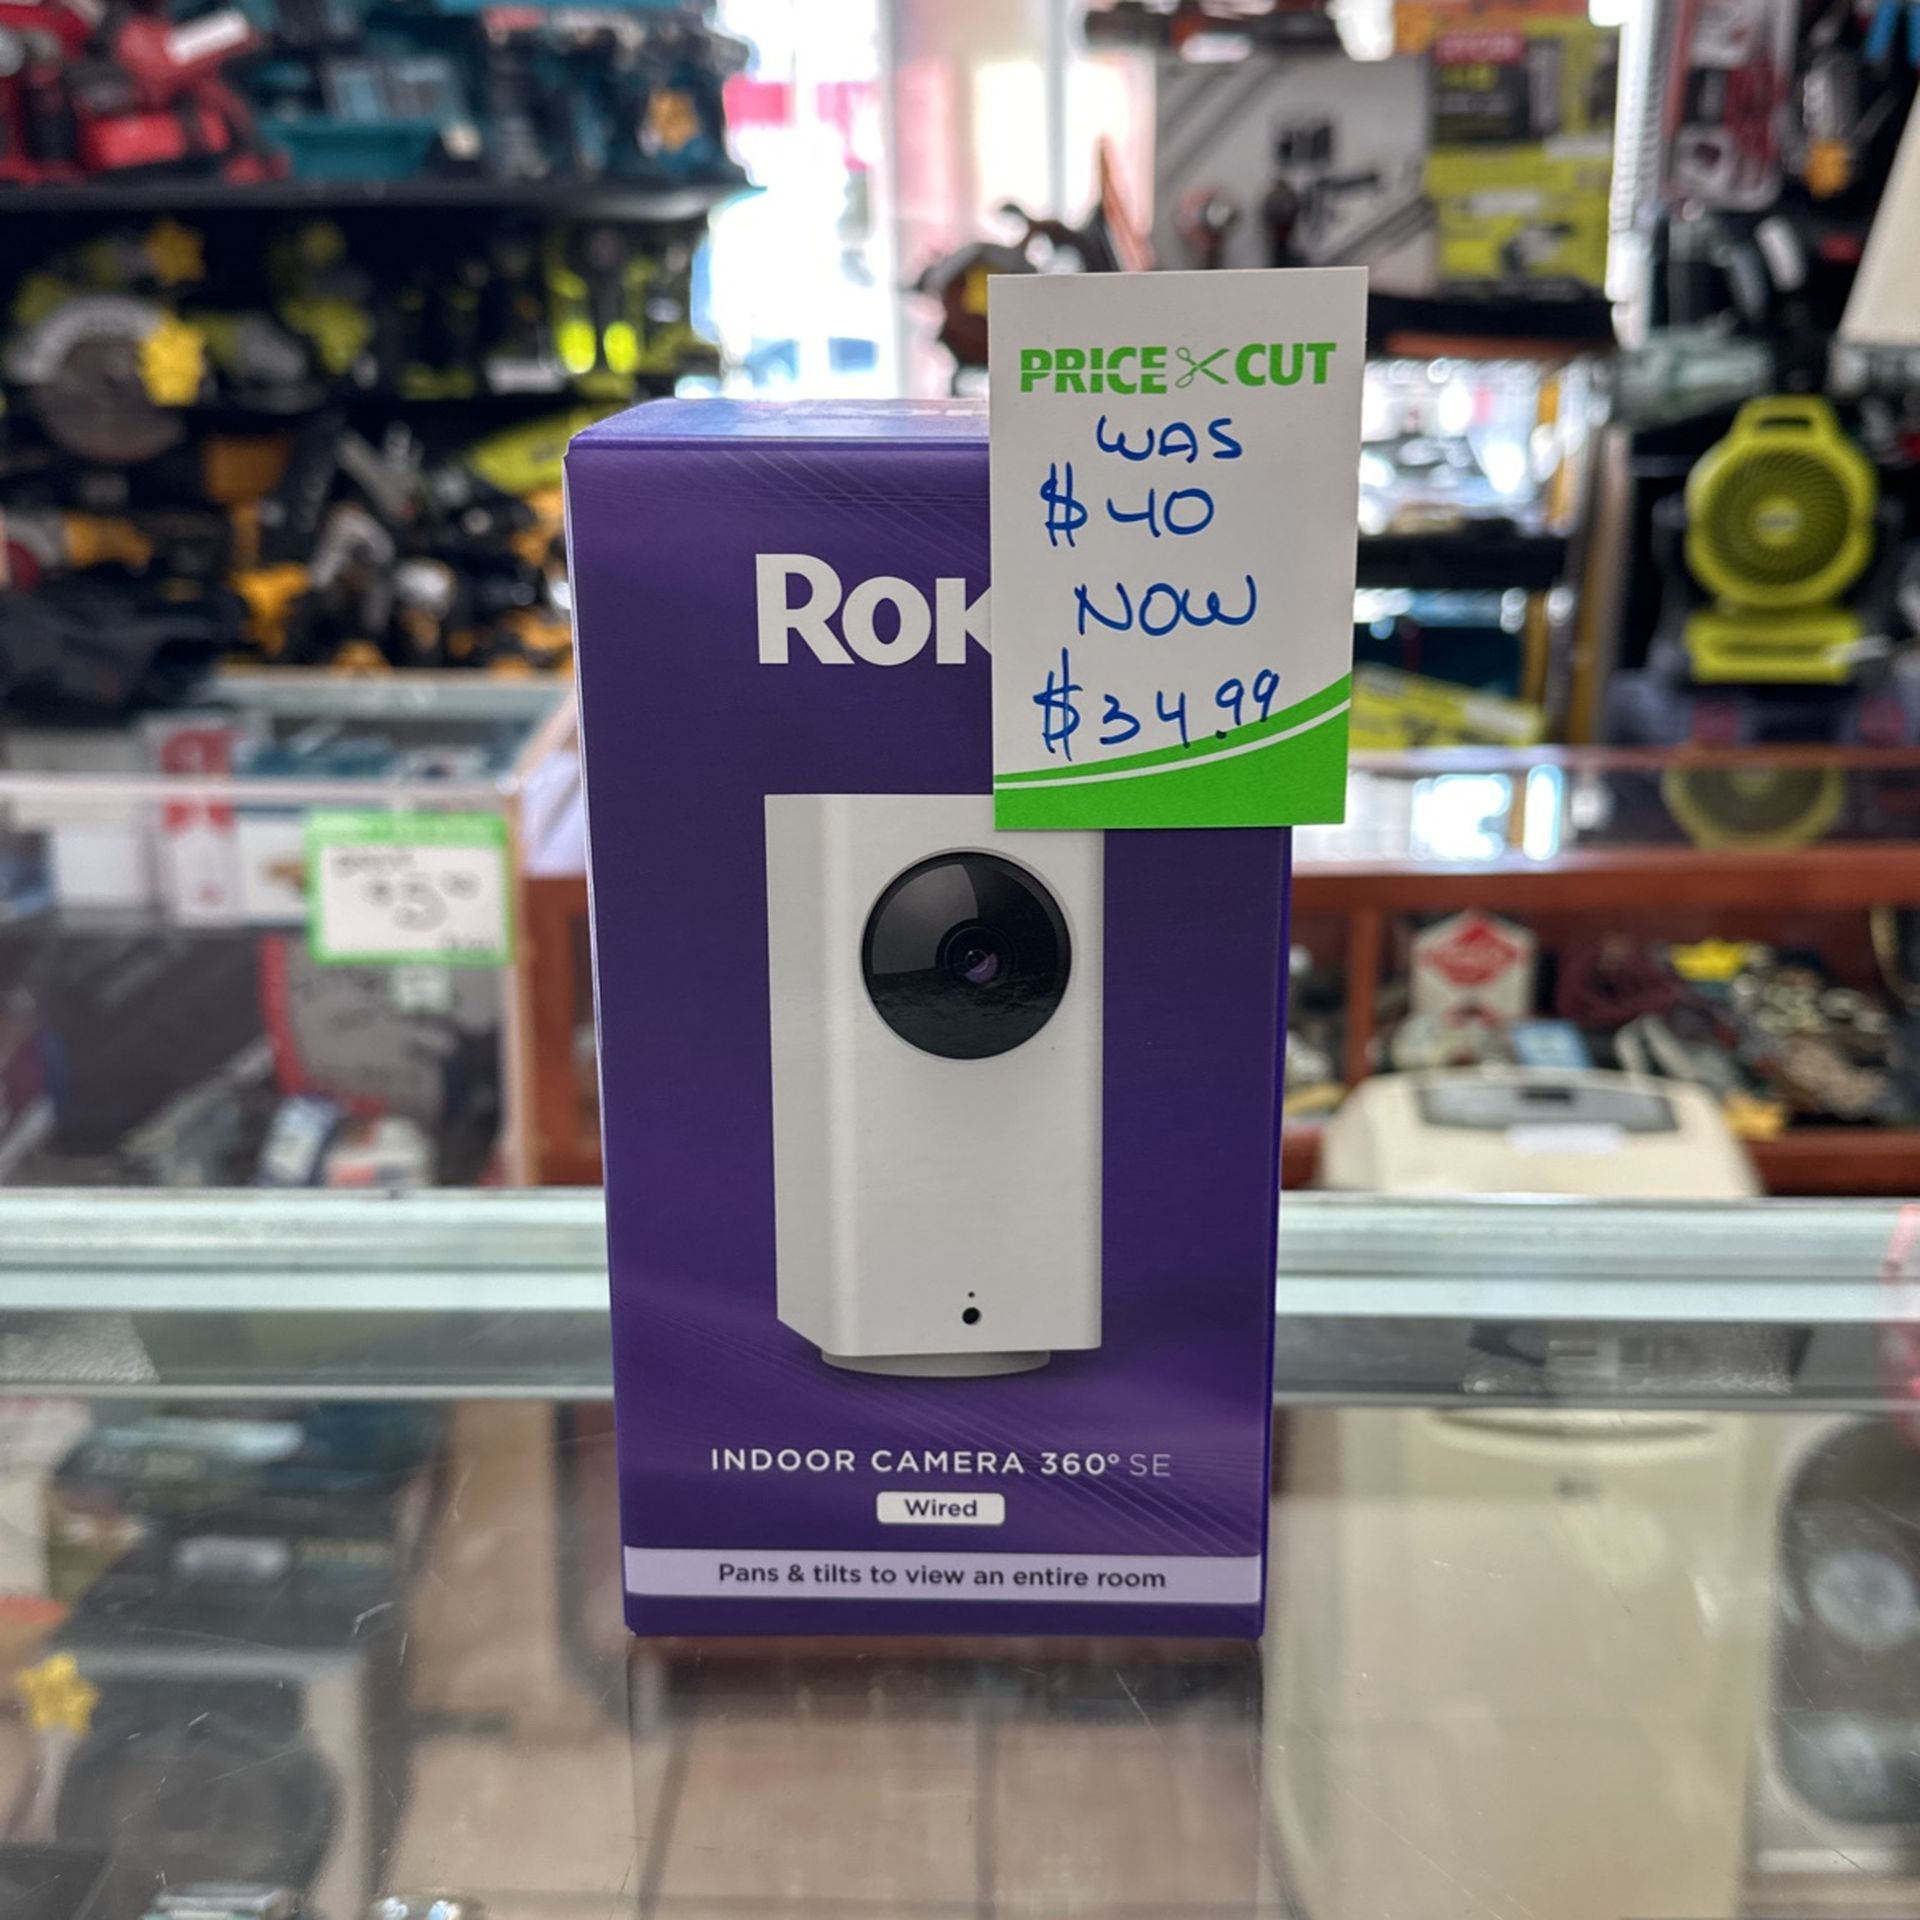 PRICE CUT
WAS
$40
NOW
$34.99
Rok
INDOOR CAMERA 360° SE
Wired
Pans & tilts to view an entire room